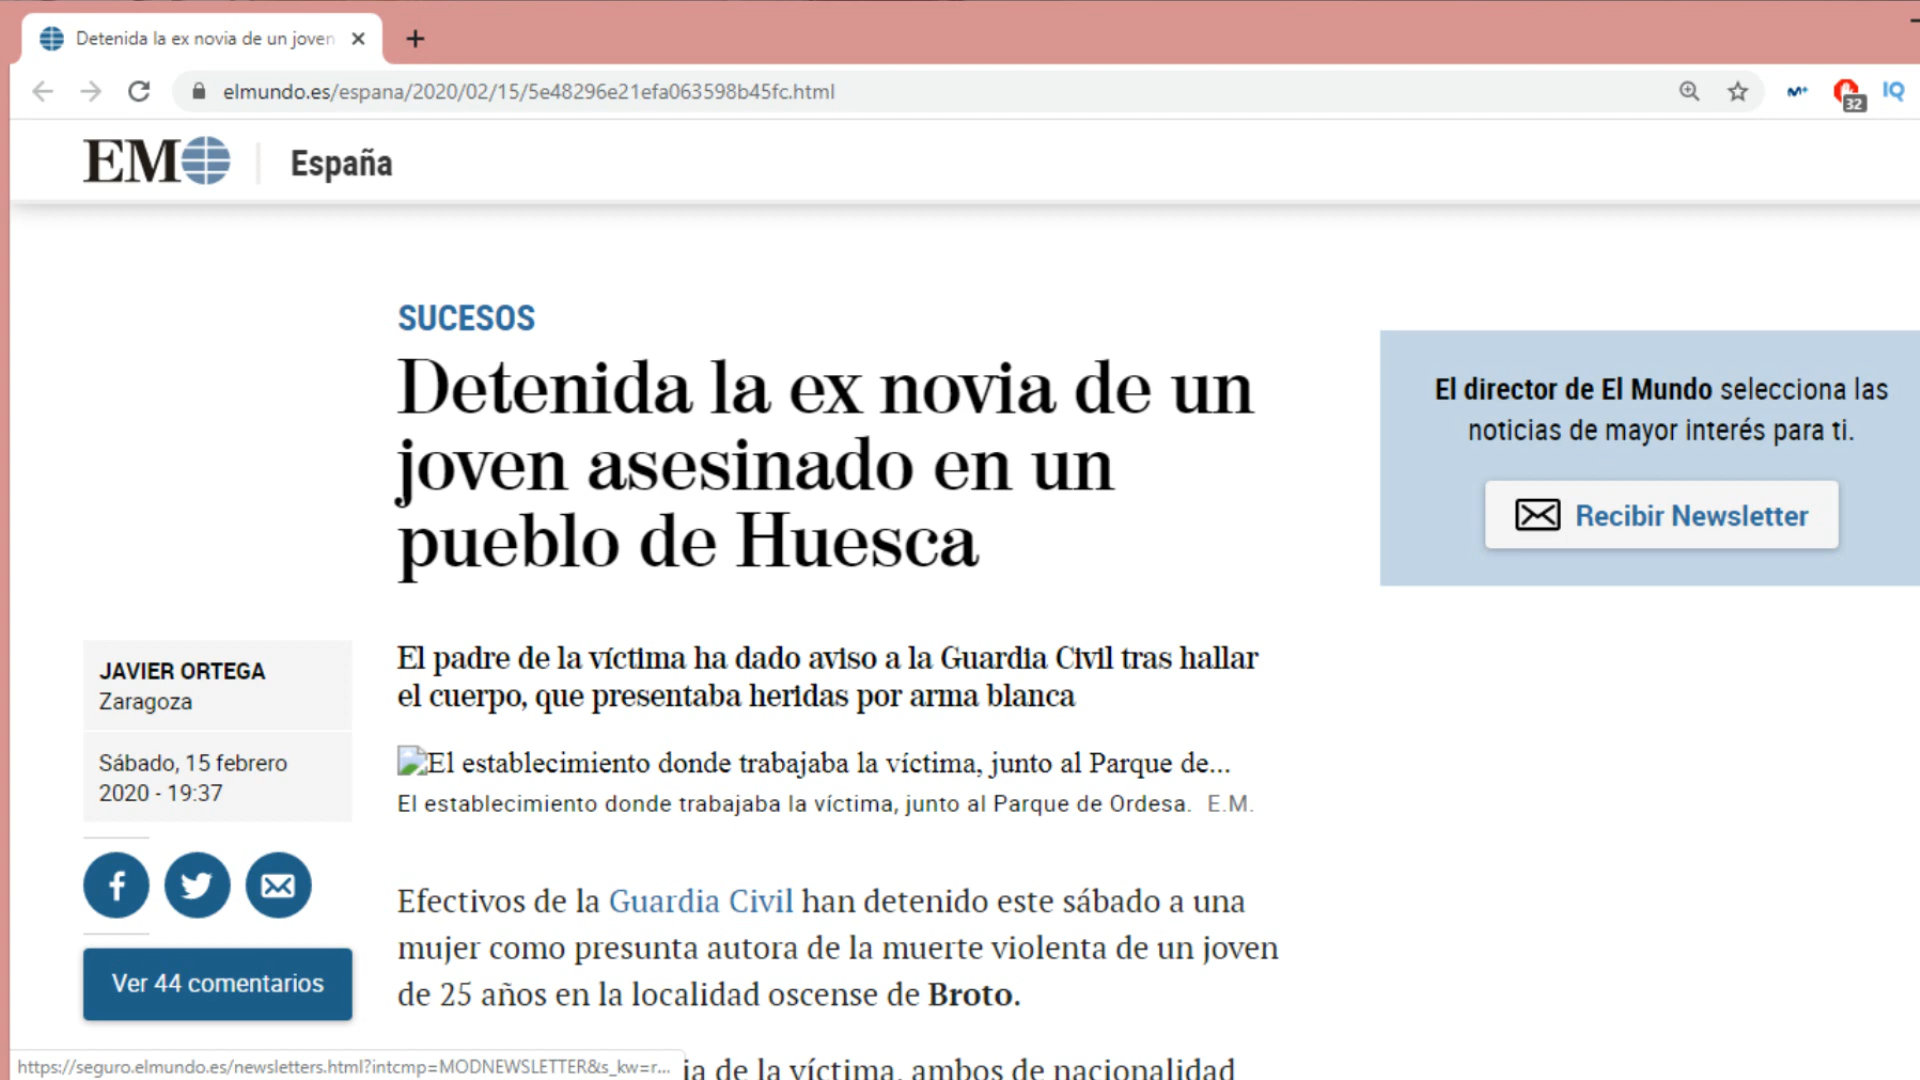 Detenida la ex novia de un joven
elmundo.es/espana/2020/02/15/5e48296e21efa063598b45fc.html
32
IQ
EM
España
SUCESOS
Detenida la ex novia de un
joven asesinado en un
pueblo de Huesca
El director de El Mundo selecciona las
noticias de mayor interés para ti.
Recibir Newsletter
JAVIER ORTEGA
Zaragoza
Sábado, 15 febrero
2020 - 19:37
El padre de la víctima ha dado aviso a la Guardia Civil tras hallar
el cuerpo, que presentaba heridas por arma blanca
El establecimiento donde trabajaba la víctima, junto al Parque de...
El establecimiento donde trabajaba la víctima, junto al Parque de Ordesa. E.M.
Ver 44 comentarios
Efectivos de la Guardia Civil han detenido este sábado a una
mujer como presunta autora de la muerte violenta de un joven
de 25 años en la localidad oscense de Broto.
https://seguro.elmundo.es/newsletters.html?intcmp=MODNEWSLETTER&s_kw=r...
ia de la víctima, ambos de nacionalidad